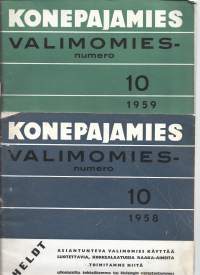 KONEPAJAMIES
VALIMOMIES-
numero
10
1959
KONEPAJAMIES
VALIMOMIES-
numero
10
1958
HELDT
ASIANTUNTEVA VALIMOMIES KÄYTTÄÄ
LUOTETTAVIA, KORKEALAATUISIA RAAKA-AINEITA
TOIMITAMME NIITÄ